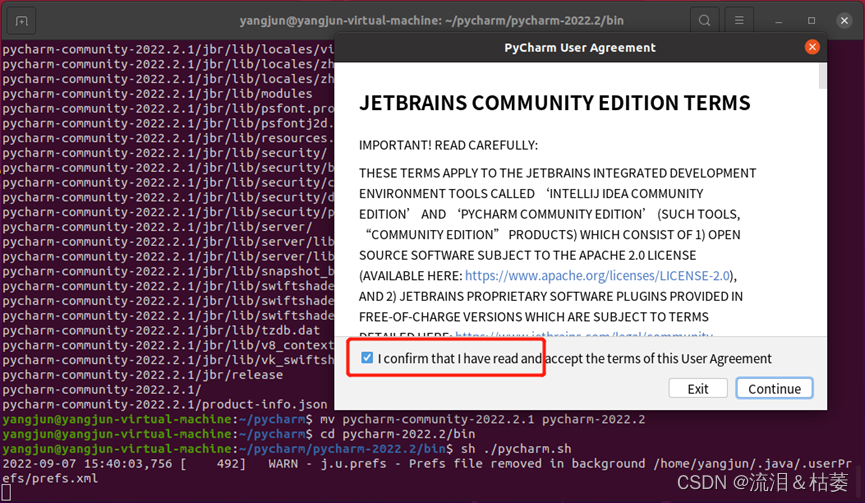 yangjun@yangjun-virtual-machine: ~/pycharm/pycharm-2022.2/bin
pycharm-community-2022.2.1/jbr/lib/locales/vi
pycharm-community-2022.2.1/jbr/lib/locales/zh
pycharm-community-2022.2.1/jbr/lib/locales/zh
pycharm-community-2022.2.1/jbr/lib/modules
pycharm-community-2022.2.1/jbr/lib/psfont.pro
pycharm-community-2022.2.1/jbr/lib/psfontj2d.
pycharm-community-2022.2.1/jbr/lib/resources.
pycharm-community-2022.2.1/jbr/lib/security/
pycharm-community-2022.2.1/jbr/lib/security/b
pycharm-community-2022.2.1/jbr/lib/security/c
pycharm-community-2022.2.1/jbr/lib/security/d
pycharm-community-2022.2.1/jbr/lib/security/p
pycharm-community-2022.2.1/jbr/lib/server/
pycharm-community-2022.2.1/jbr/lib/server/lib
pycharm-community-2022.2.1/jbr/lib/server/lib
pycharm-community-2022.2.1/jbr/lib/snapshot_b
pycharm-community-2022.2.1/jbr/lib/swiftshade
pycharm-community-2022.2.1/jbr/lib/swiftshade
pycharm-community-2022.2.1/jbr/lib/tzdb.dat
pycharm-community-2022.2.1/jbr/lib/v8_context
pycharm-community-2022.2.1/jbr/lib/vk_swiftsh
pycharm-community-2022.2.1/jbr/release
pycharm-community-2022.2.1/
pycharm-community-2022.2.1/product-info.json
yangjun@yangjun-virtual-machine:~/pycharm$ mv pycharm-community-2022.2.1 pycharm-2022.2
yangjun@yangjun-virtual-machine:~/pycharm$ cd pycharm-2022.2/bin
yangjun@yangjun-virtual-machine:~/pycharm/pycharm-2022.2/bin$ sh ./pycharm.sh
2022-09-07 15:40:03,756 [    492]   WARN - j.u.prefs - Prefs file removed in background /home/yangjun/.java/.userPr
efs/prefs.xml
PyCharm User Agreement
JETBRAINS COMMUNITY EDITION TERMS
IMPORTANT! READ CAREFULLY:
THESE TERMS APPLY TO THE JETBRAINS INTEGRATED DEVELOPMENT
ENVIRONMENT TOOLS CALLED ‘INTELLIJ IDEA COMMUNITY
EDITION’ AND ‘PYCHARM COMMUNITY EDITION’ (SUCH TOOLS,
“COMMUNITY EDITION” PRODUCTS) WHICH CONSIST OF 1) OPEN
SOURCE SOFTWARE SUBJECT TO THE APACHE 2.0 LICENSE
(AVAILABLE HERE: https://www.apache.org/licenses/LICENSE-2.0),
AND 2) JETBRAINS PROPRIETARY SOFTWARE PLUGINS PROVIDED IN
FREE-OF-CHARGE VERSIONS WHICH ARE SUBJECT TO TERMS
DETAILED HERE: https://www.jetbrains.com/legal/community
I confirm that I have read and accept the terms of this User Agreement
Exit
Continue
CSDN @流泪＆枯萎